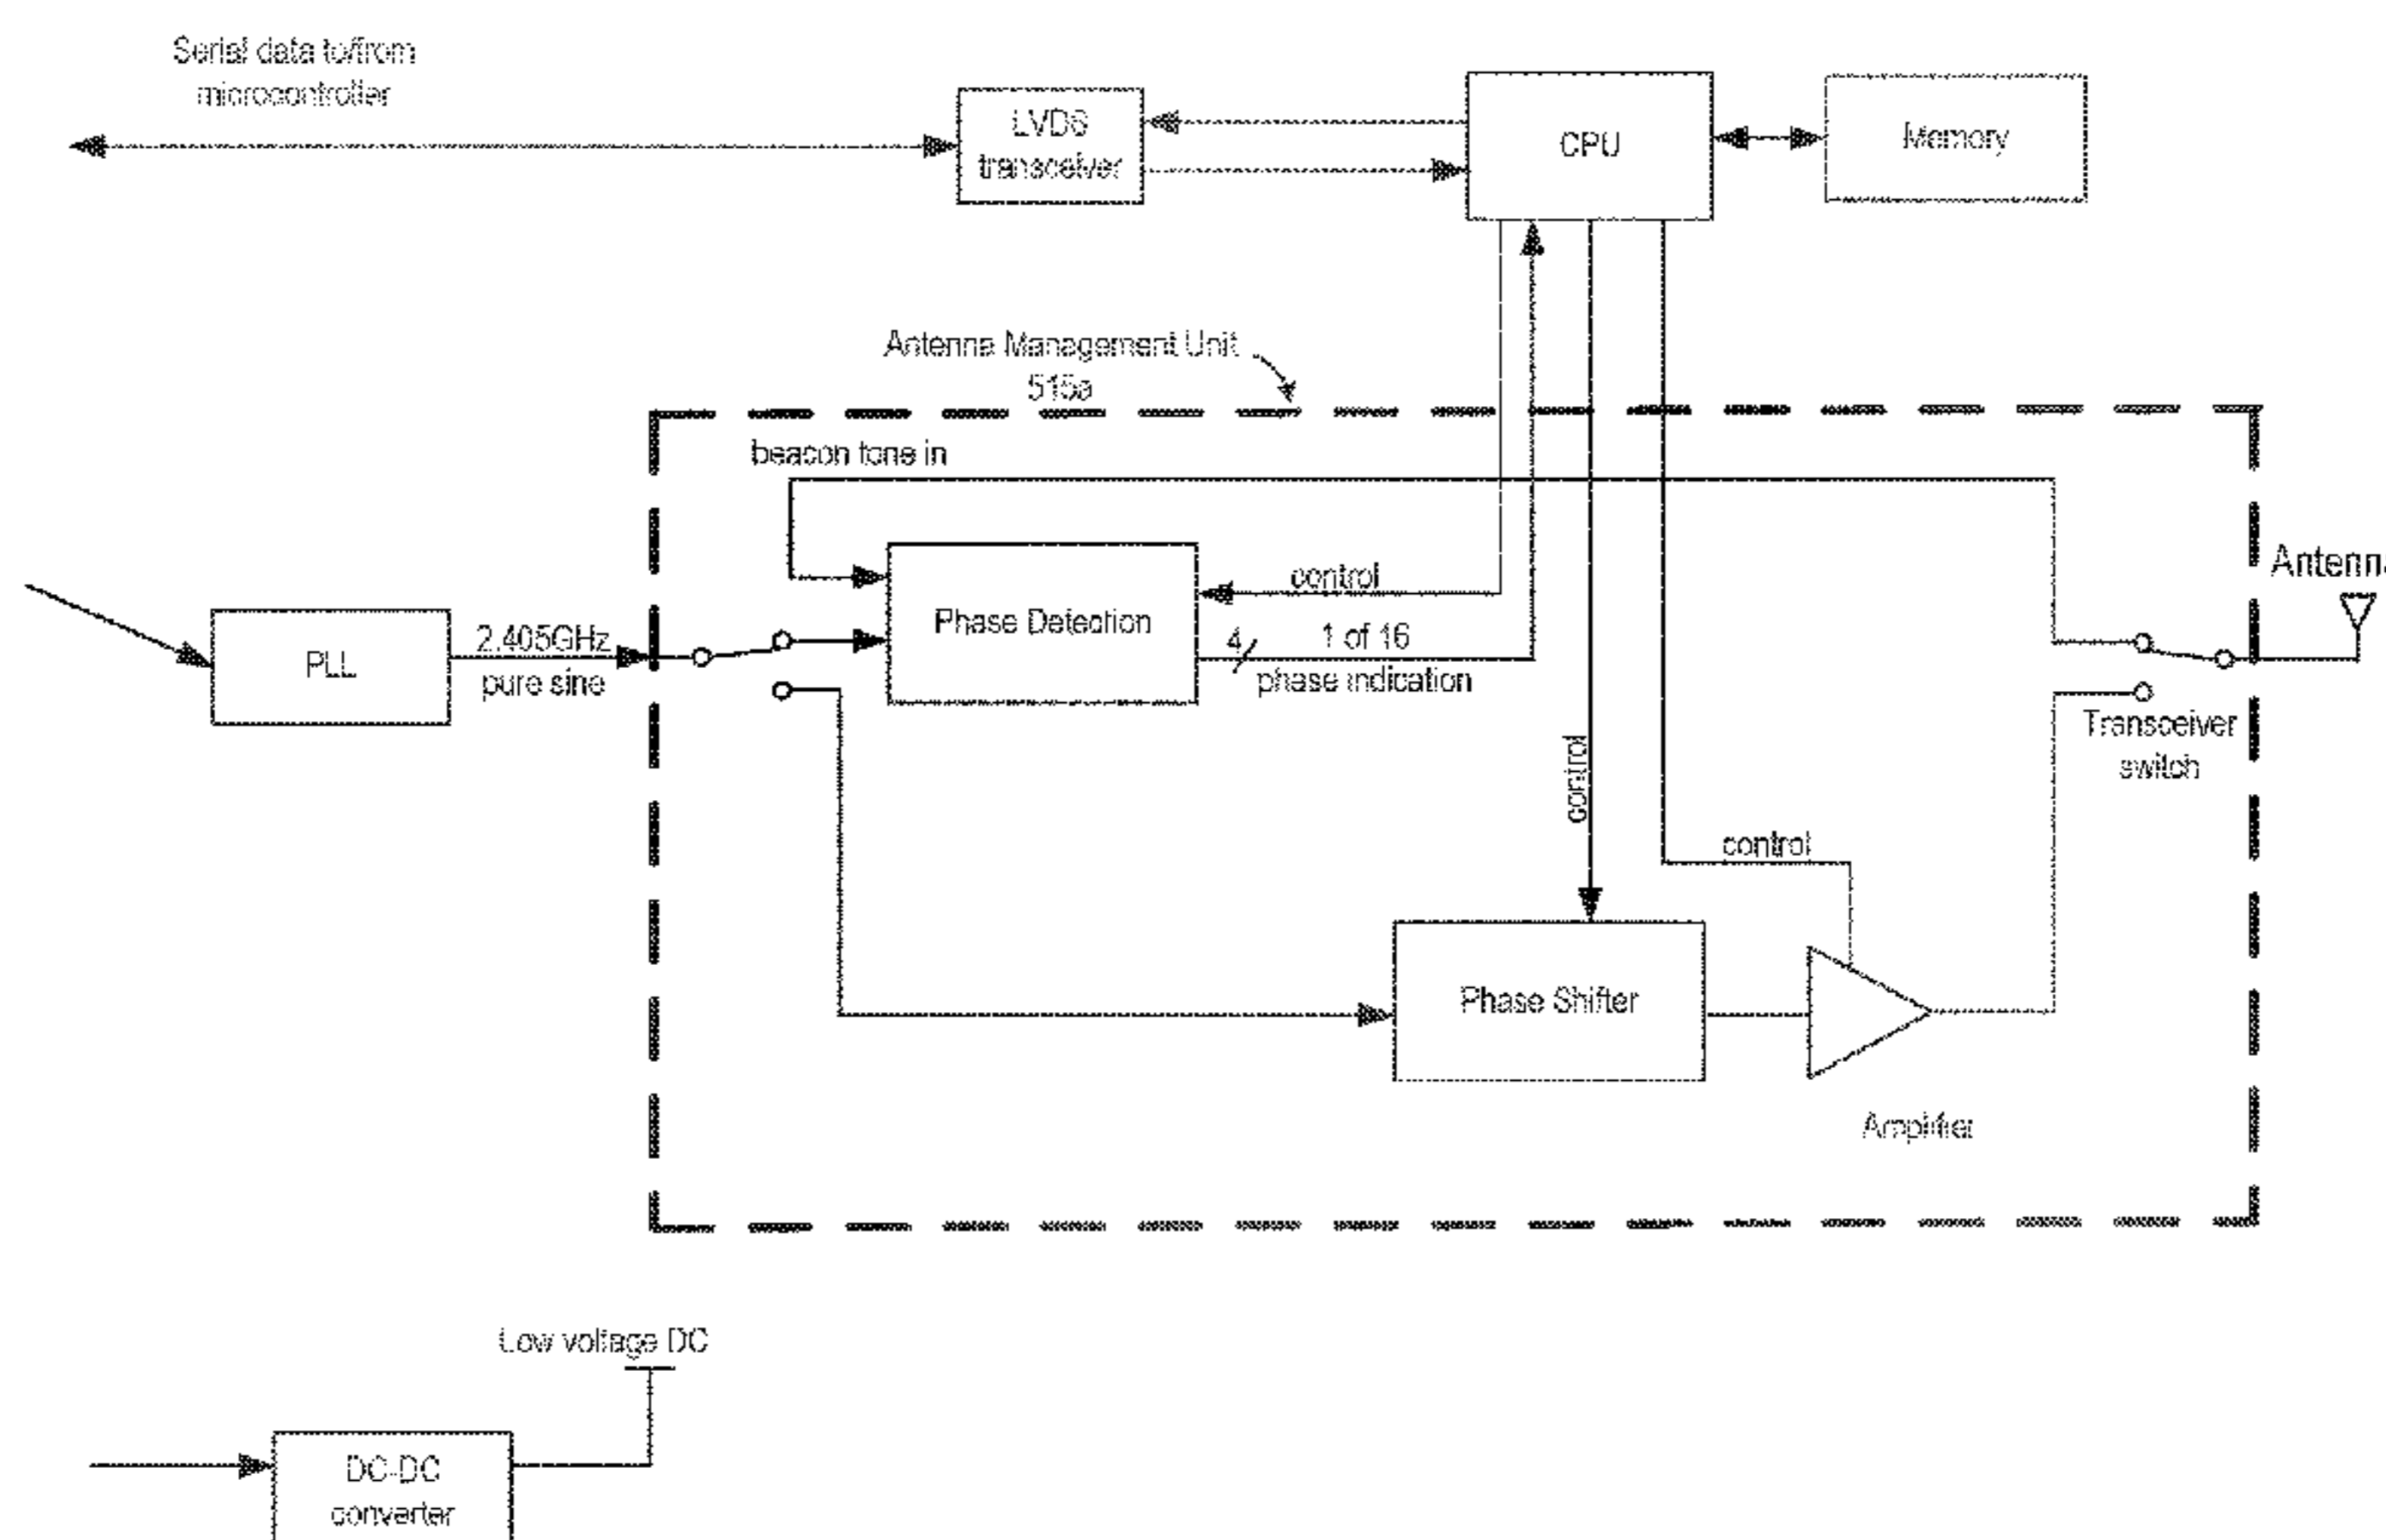 Serial data to/from
microcontroller
LVDS
transceiver
CPU
Memory
Antenna Management Unit
515a
beacon tone in
Antenn
control
Phase Detection
2.405GHz
pure sine
PLL
4
1 of 16
phase indication
Transceiver
switch
control
control
Phase Shifter
Amplifier
Low voltage DC
DC-DC
converter